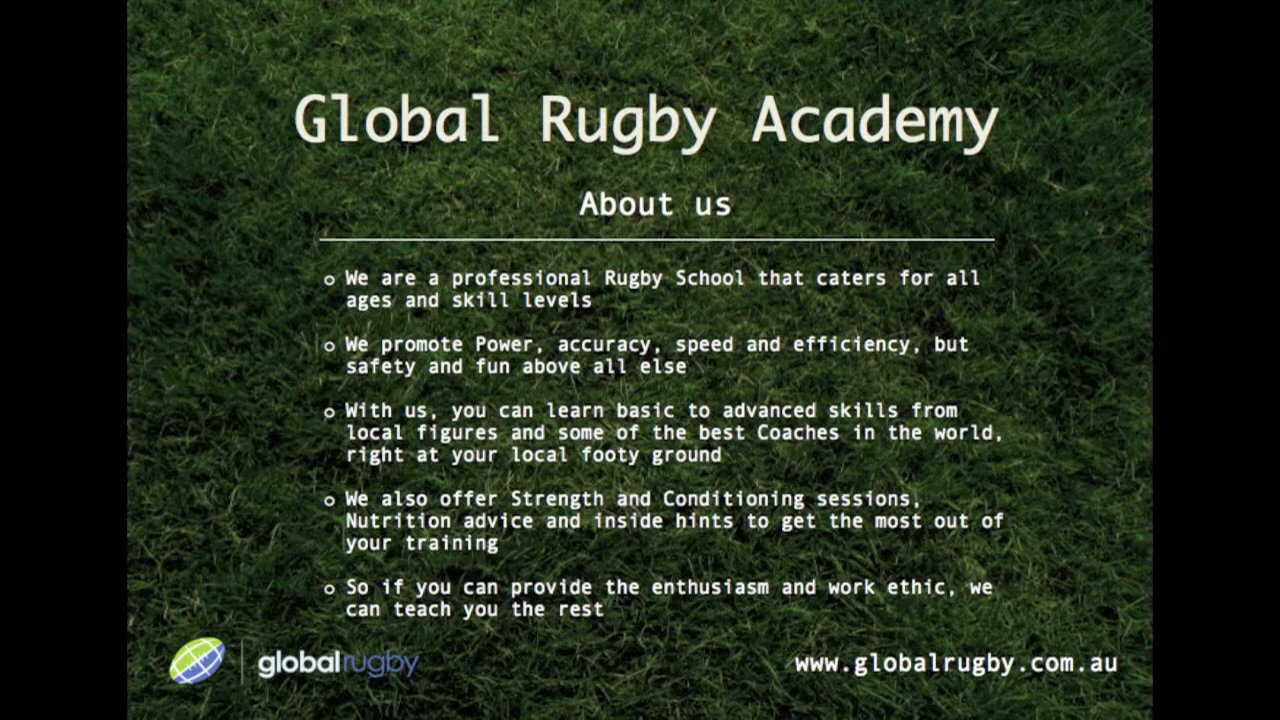 Global Rugby Academy
About us
We are a professional Rugby School that caters for all
ages and skill levels
We promote Power, accuracy, speed and efficiency, but
safety and fun above all else
With us, you can learn basic to advanced skills from
local figures and some of the best Coaches in the world,
right at your local footy ground
We also offer Strength and Conditioning sessions,
Nutrition advice and inside hints to get the most out of
your training
So if you can provide the enthusiasm and work ethic, we
can teach you the rest
globalrugby
www.globalrugby.com.au